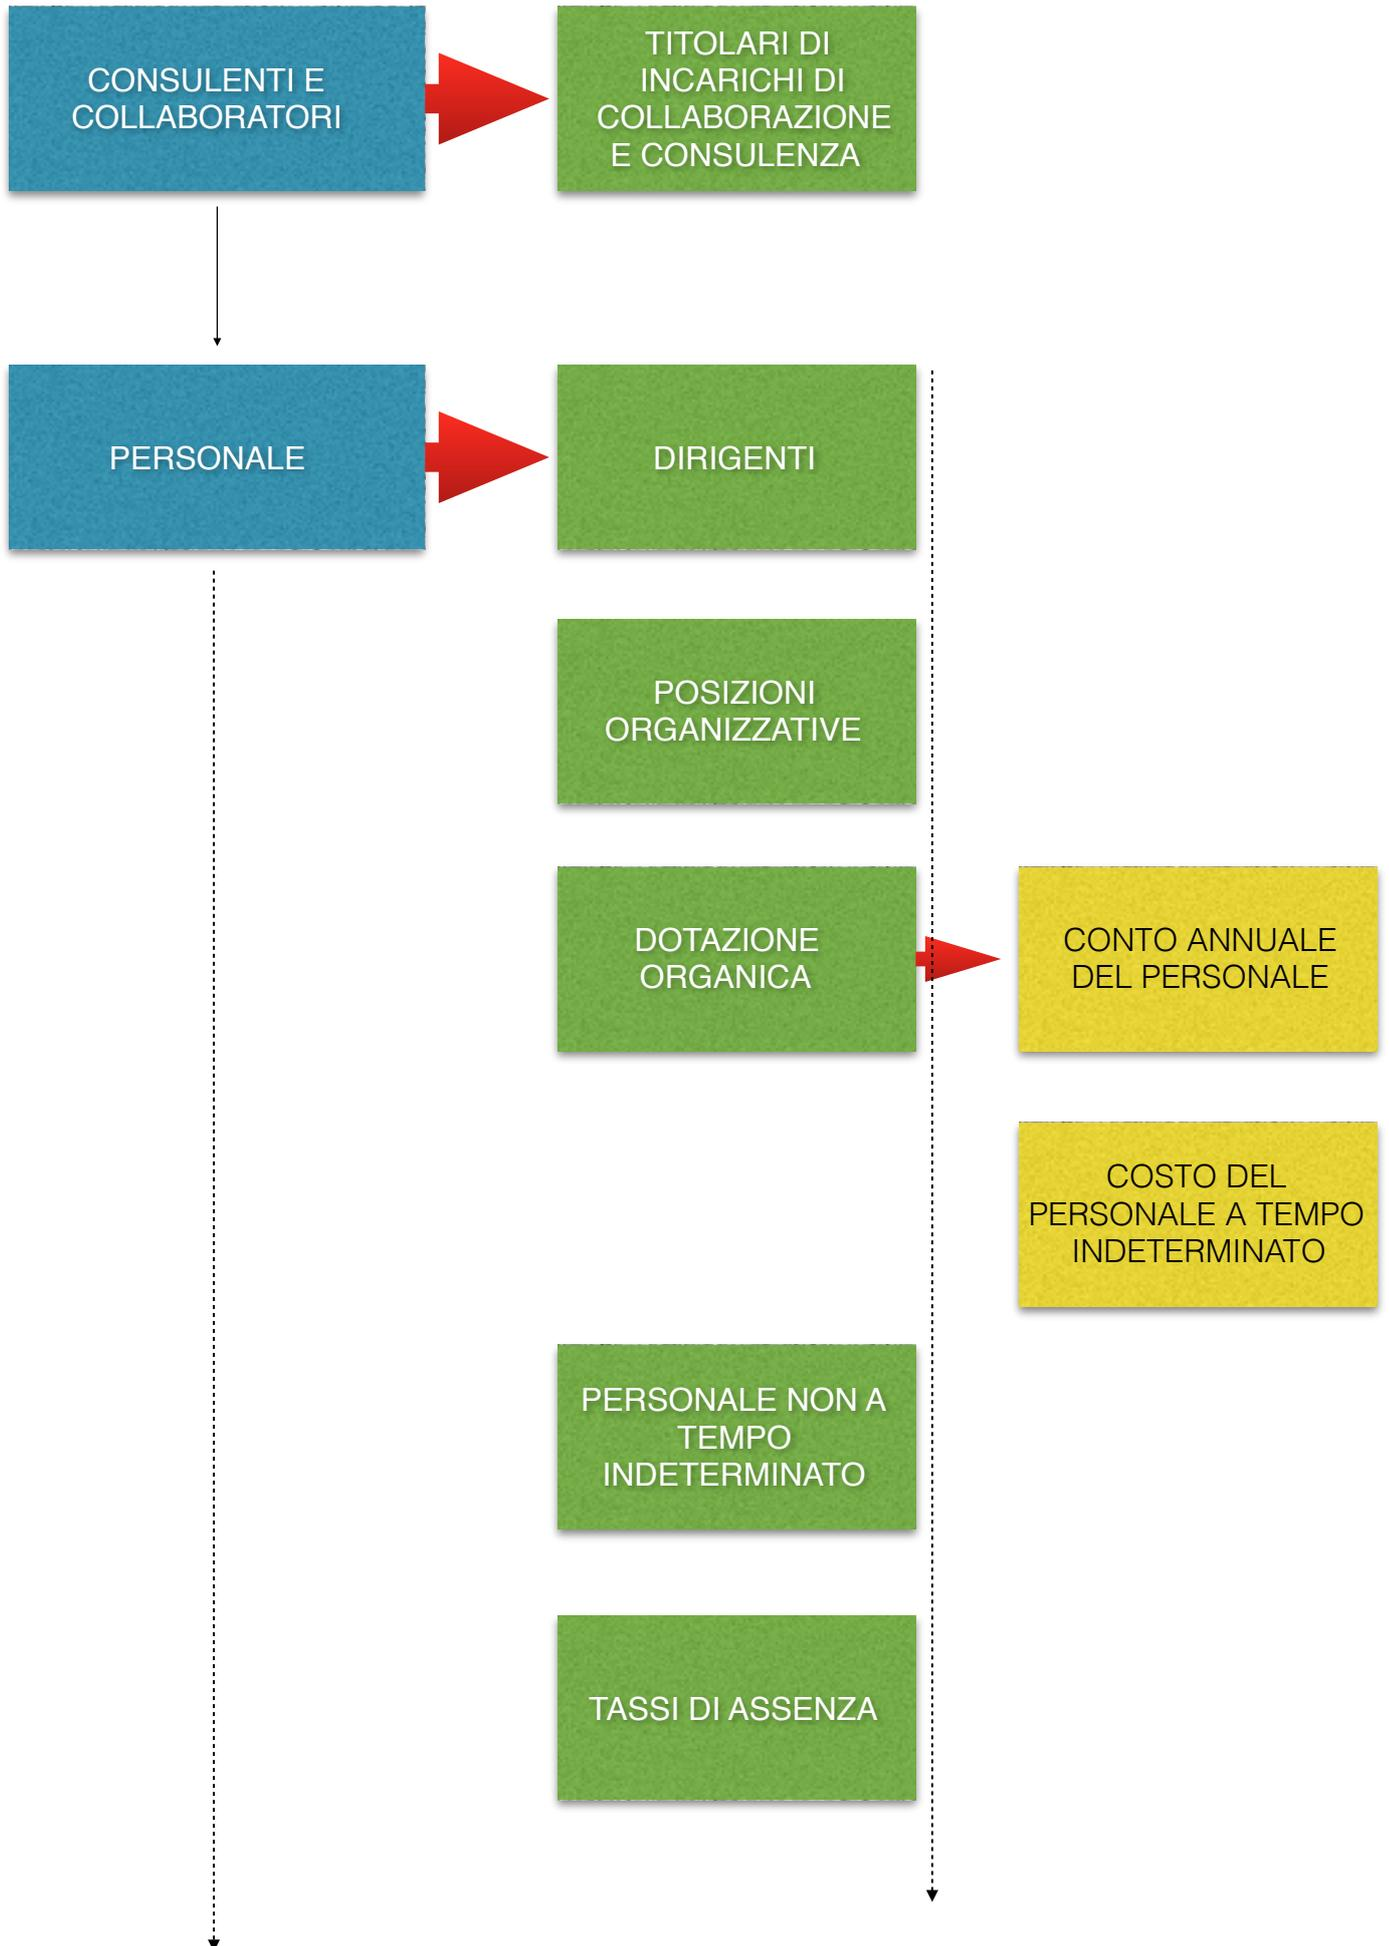 CONSULENTI E
COLLABORATORI
TITOLARI DI
INCARICHI DI
COLLABORAZIONE
E CONSULENZA
PERSONALE
DIRIGENTI
POSIZIONI
ORGANIZZATIVE
DOTAZIONE
ORGANICA
CONTO ANNUALE
DEL PERSONALE
COSTO DEL
PERSONALE A TEMPO
INDETERMINATO
PERSONALE NON A
TEMPO
INDETERMINATO
TASSI DI ASSENZA